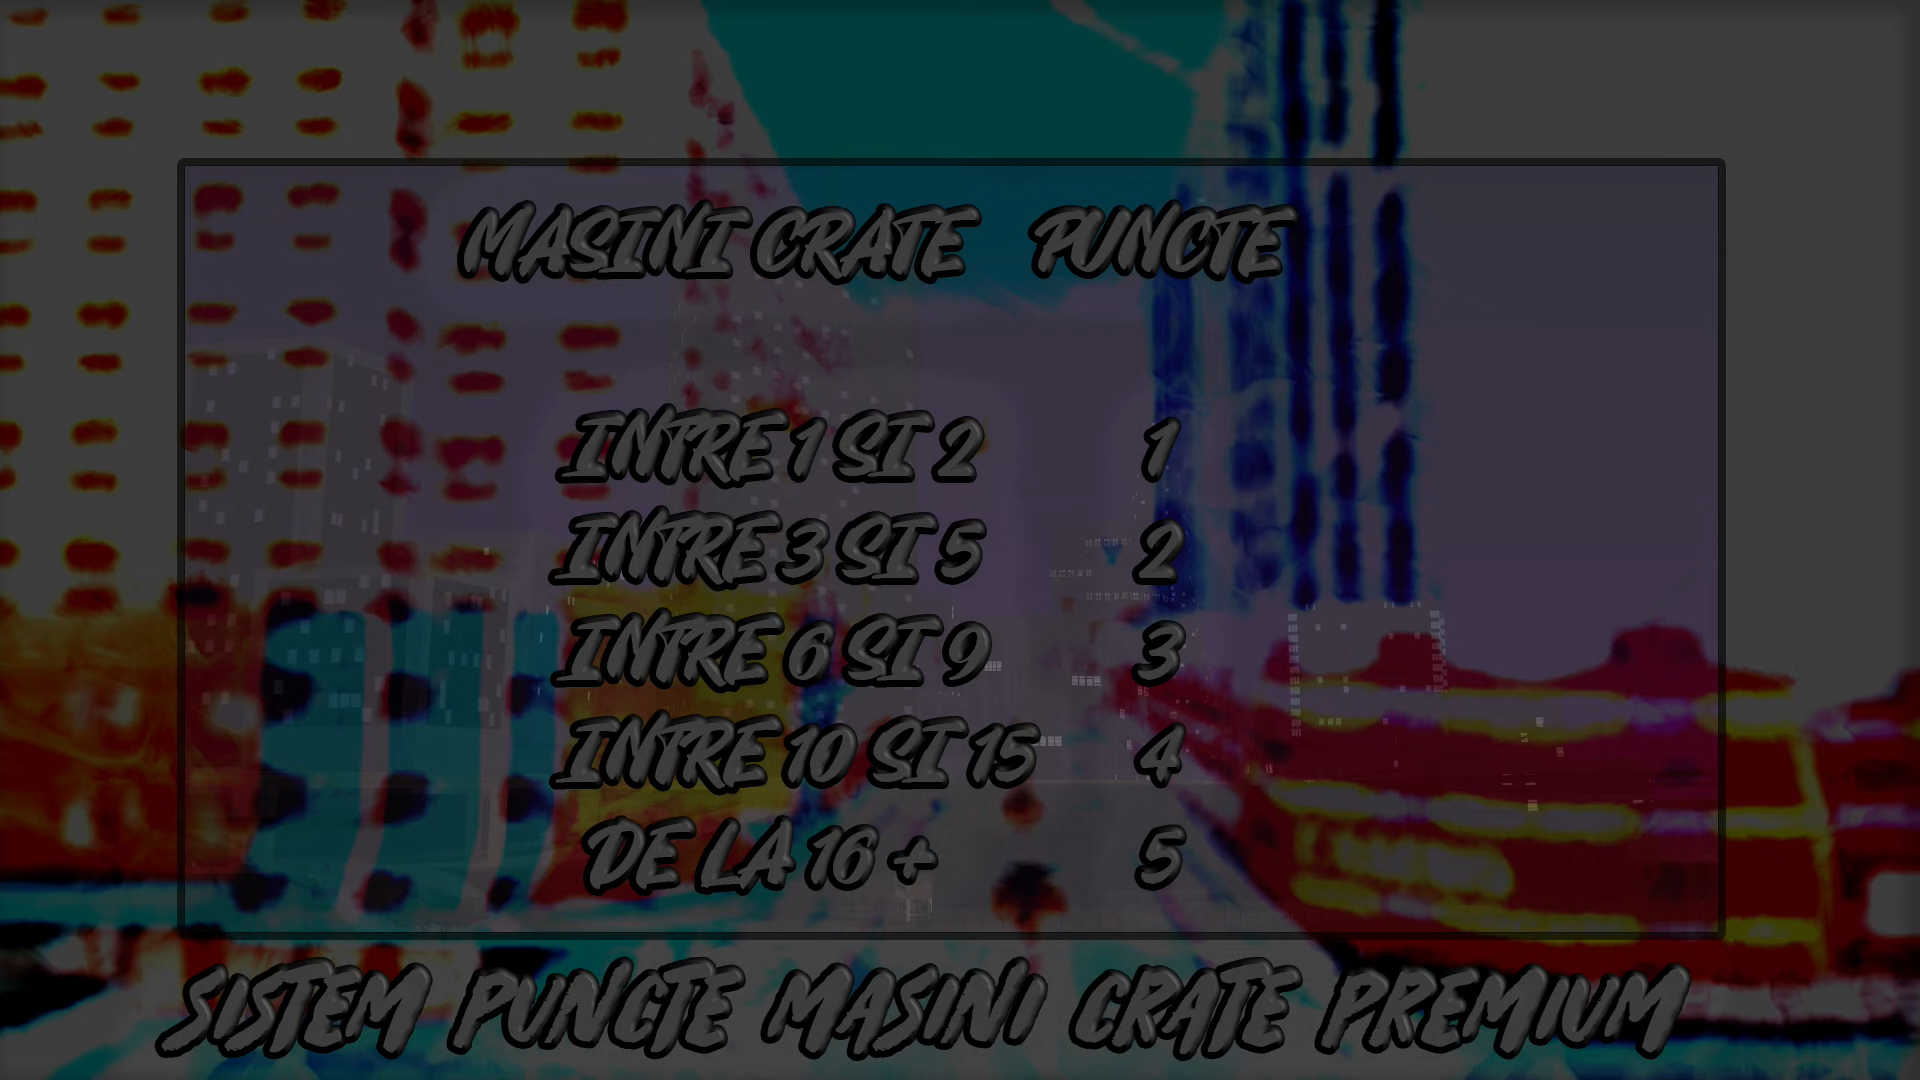 MASINI CRATE PUNCTE
INTRE 1 SI 2 1
INTRE 3 SI 5 2
INTRE 6 SI 9 3
INTRE 10 SI 15 4
DE LA 16 + 5
SISTEM PUNCTE MASINI CRATE PREMIUM